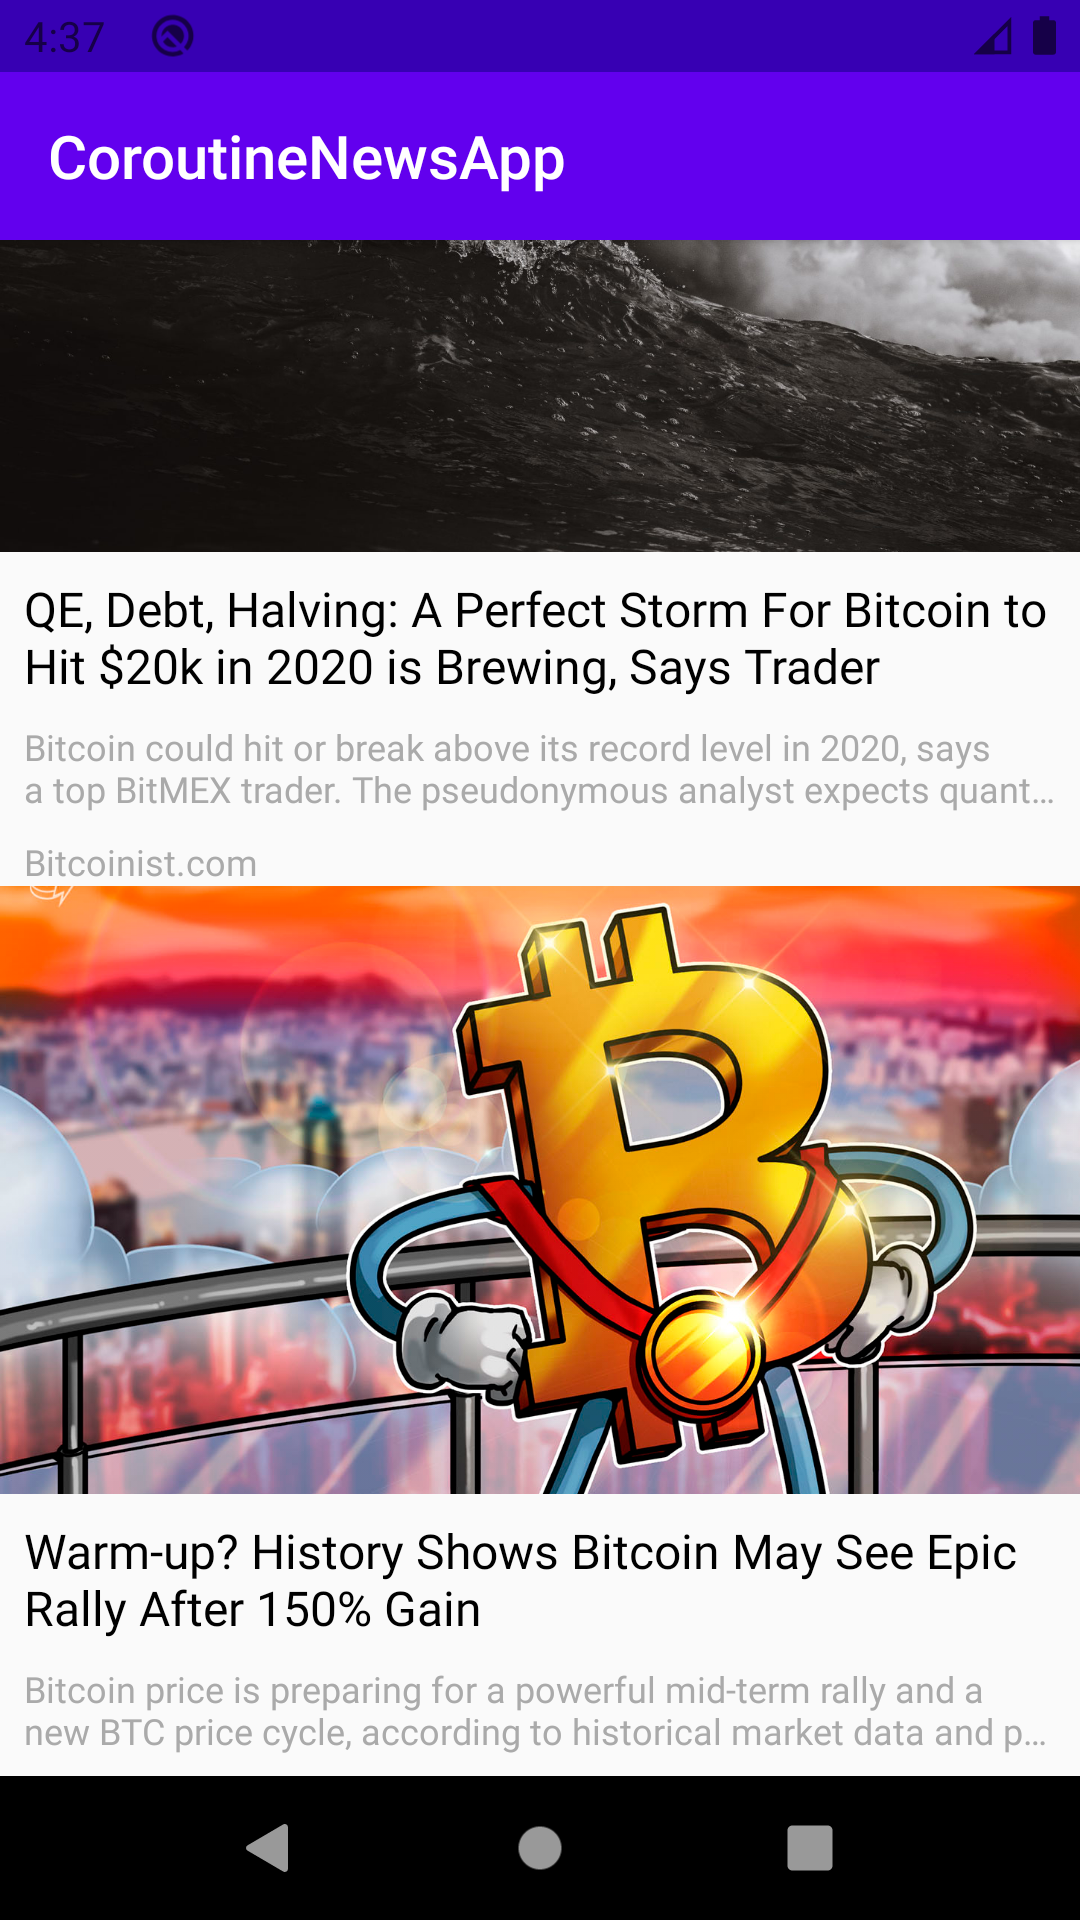 4:37
CoroutineNewsApp
QE, Debt, Halving: A Perfect Storm For Bitcoin to
Hit $20k in 2020 is Brewing, Says Trader
Bitcoin could hit or break above its record level in 2020, says
a top BitMEX trader. The pseudonymous analyst expects quant…
Bitcoinist.com
Warm-up? History Shows Bitcoin May See Epic
Rally After 150% Gain
Bitcoin price is preparing for a powerful mid-term rally and a
new BTC price cycle, according to historical market data and p…